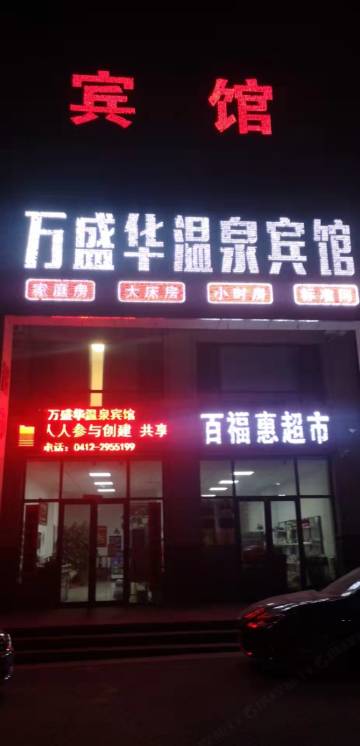 宾馆
万盛华温泉宾馆
家庭房 大床房 小时房 标准间
万盛华温泉宾馆
人人参与创建 共享
电话：0412-2955199
百福惠超市